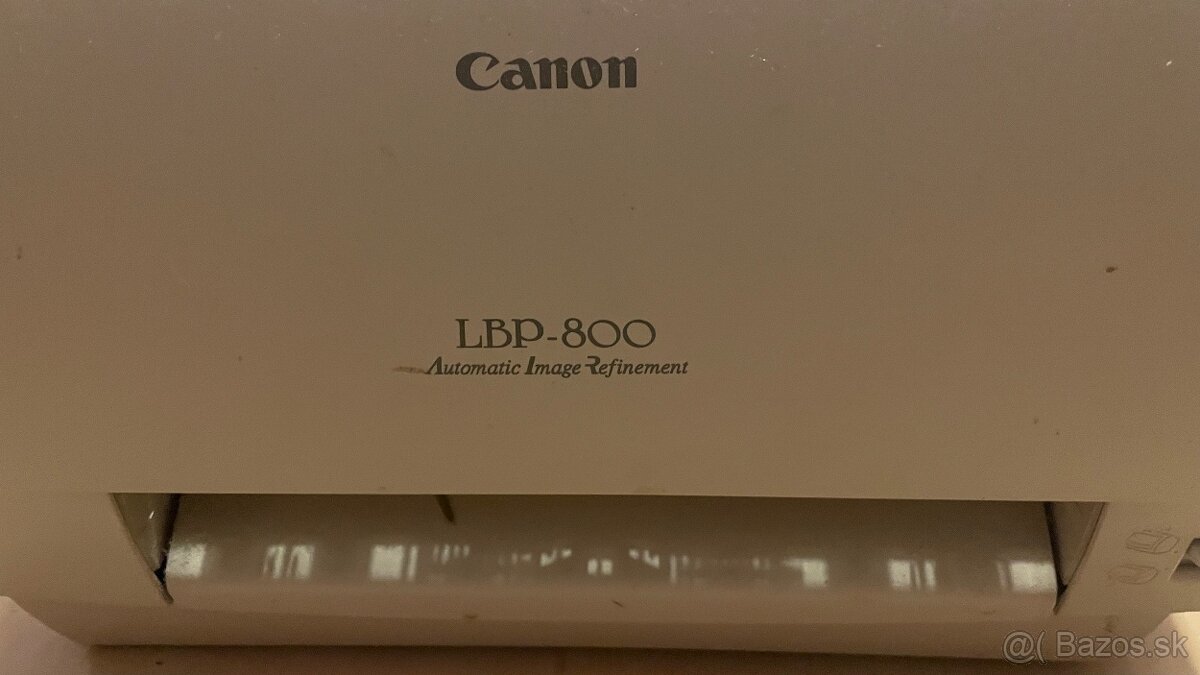 Canon
LBP-800
Automatic Image Refinement
@( Bazos.sk